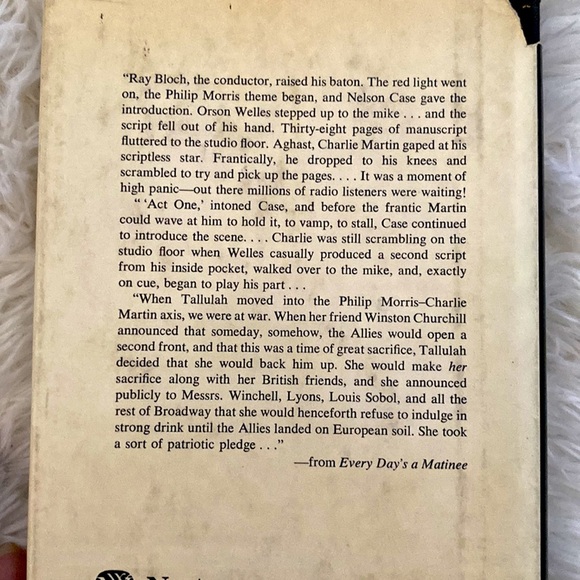 “Ray Bloch, the conductor, raised his baton. The red light went
on, the Philip Morris theme began, and Nelson Case gave the
introduction. Orson Welles stepped up to the mike . . . and the
script fell out of his hand. Thirty-eight pages of manuscript
fluttered to the studio floor. Aghast, Charlie Martin gaped at his
scriptless star. Frantically, he dropped to his knees and
scrambled to try and pick up the pages. . . . It was a moment of
high panic—out there millions of radio listeners were waiting!
“ ‘Act One,’ intoned Case, and before the frantic Martin
could wave at him to hold it, to vamp, to stall, Case continued
to introduce the scene. . . . Charlie was still scrambling on the
studio floor when Welles casually produced a second script
from his inside pocket, walked over to the mike, and, exactly
on cue, began to play his part . . .
“When Tallulah moved into the Philip Morris–Charlie
Martin axis, we were at war. When her friend Winston Churchill
announced that someday, somehow, the Allies would open a
second front, and that this was a time of great sacrifice, Tallulah
decided that she would back him up. She would make her
sacrifice along with her British friends, and she announced
publicly to Messrs. Winchell, Lyons, Louis Sobol, and all the
rest of Broadway that she would henceforth refuse to indulge in
strong drink until the Allies landed on European soil. She took
a sort of patriotic pledge . . .”
—from Every Day's a Matinee